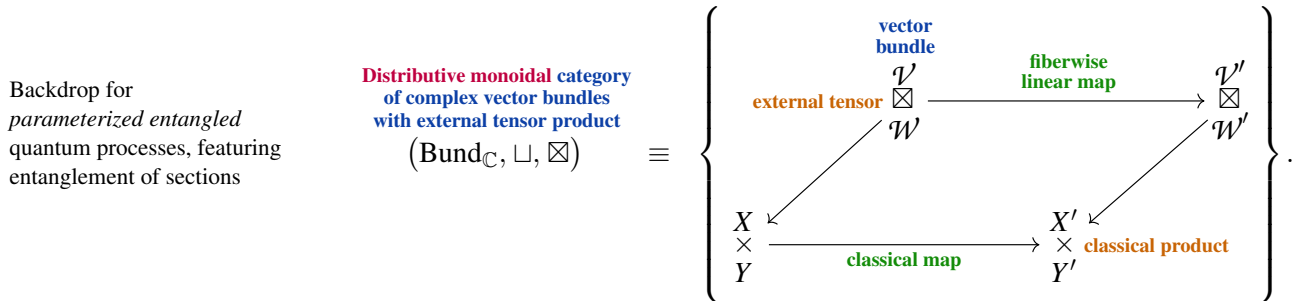 Backdrop for
parameterized entangled
quantum processes, featuring
entanglement of sections
Distributive monoidal category
of complex vector bundles
with external tensor product
(Bund_ℂ, ⊔, ⊠) ≡
vector
bundle
𝒱
external tensor ⊠
𝒲
fiberwise
linear map
𝒱′
⊠
𝒲′
X
×
Y
classical map
X′
× classical product
Y′
.